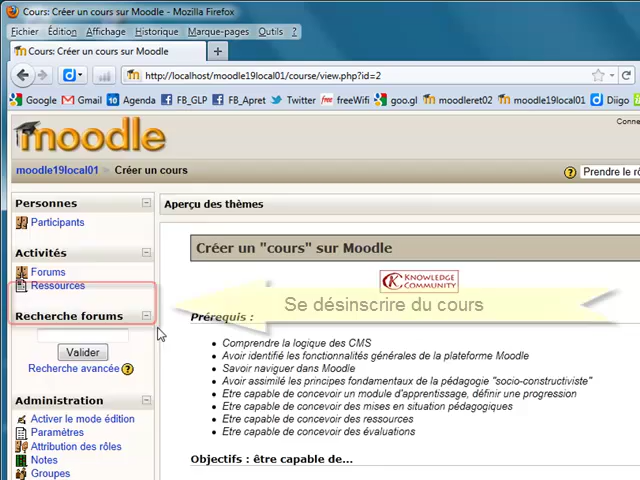 Cours: Créer un cours sur Moodle - Mozilla Firefox
Fichier Édition Affichage Historique Marque-pages Outils ?
Cours: Créer un cours sur Moodle +
http://localhost/moodle19local01/course/view.php?id=2
Google Gmail 10 Agenda FB_GLP FB_Apret Twitter freeWifi goo.gl moodleret02 moodle19local01 Diigo
moodle
Conne
moodle19local01 Créer un cours
Prendre le rô
Personnes
Participants
Activités
Forums
Ressources
Recherche forums
Valider
Recherche avancée ?
Administration
Activer le mode édition
Paramètres
Attribution des rôles
Notes
Groupes
Aperçu des thèmes
Créer un "cours" sur Moodle
KNOWLEDGE
COMMUNITY
Se désinscrire du cours
Prérequis :
Comprendre la logique des CMS
Avoir identifié les fonctionnalités générales de la plateforme Moodle
Savoir naviguer dans Moodle
Avoir assimilé les principes fondamentaux de la pédagogie "socio-constructiviste"
Etre capable de concevoir un module d'apprentissage, définir une progression
Etre capable de concevoir des mises en situation pédagogiques
Etre capable de concevoir des ressources
Etre capable de concevoir des évaluations
Objectifs : être capable de...